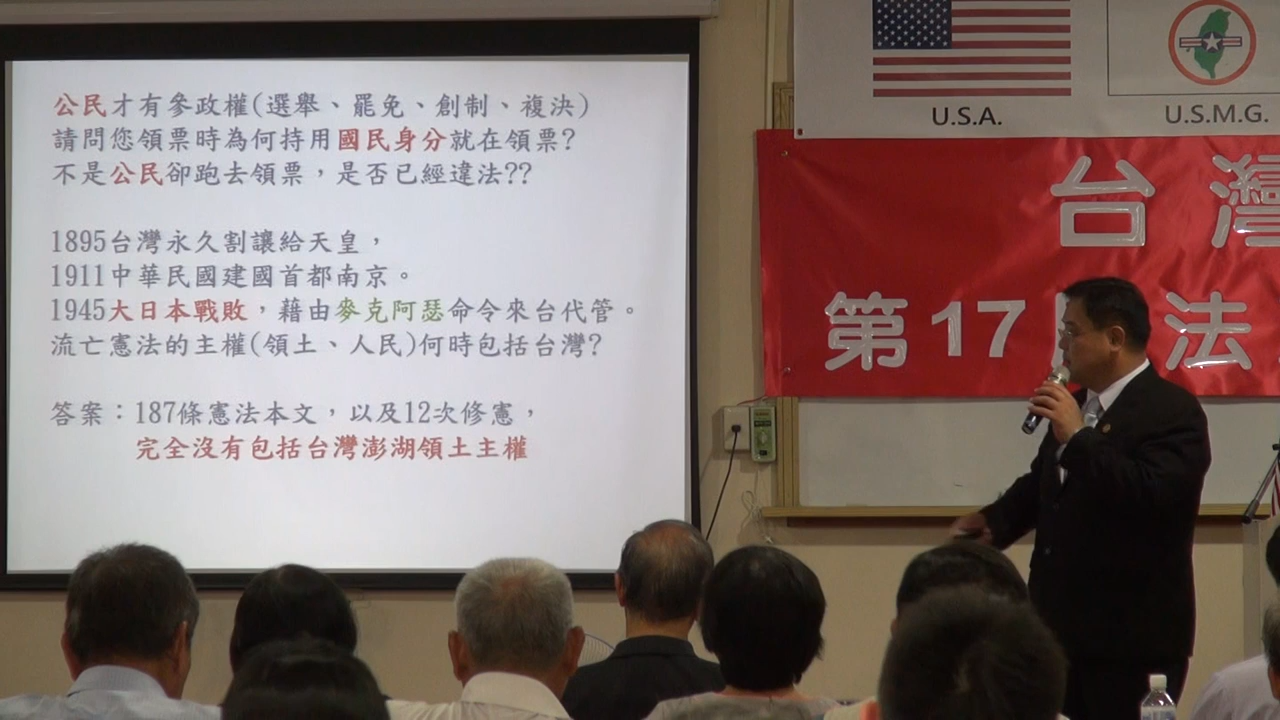 公民才有參政權(選舉、罷免、創制、複決)
請問您領票時為何持用國民身分就在領票?
不是公民卻跑去領票，是否已經違法??
1895台灣永久割讓給天皇，
1911中華民國建國首都南京。
1945大日本戰敗，藉由麥克阿瑟命令來台代管。
流亡憲法的主權(領土、人民)何時包括台灣?
答案：187條憲法本文，以及12次修憲，
完全沒有包括台灣澎湖領土主權
U.S.A.
U.S.M.G.
台灣
第17 法